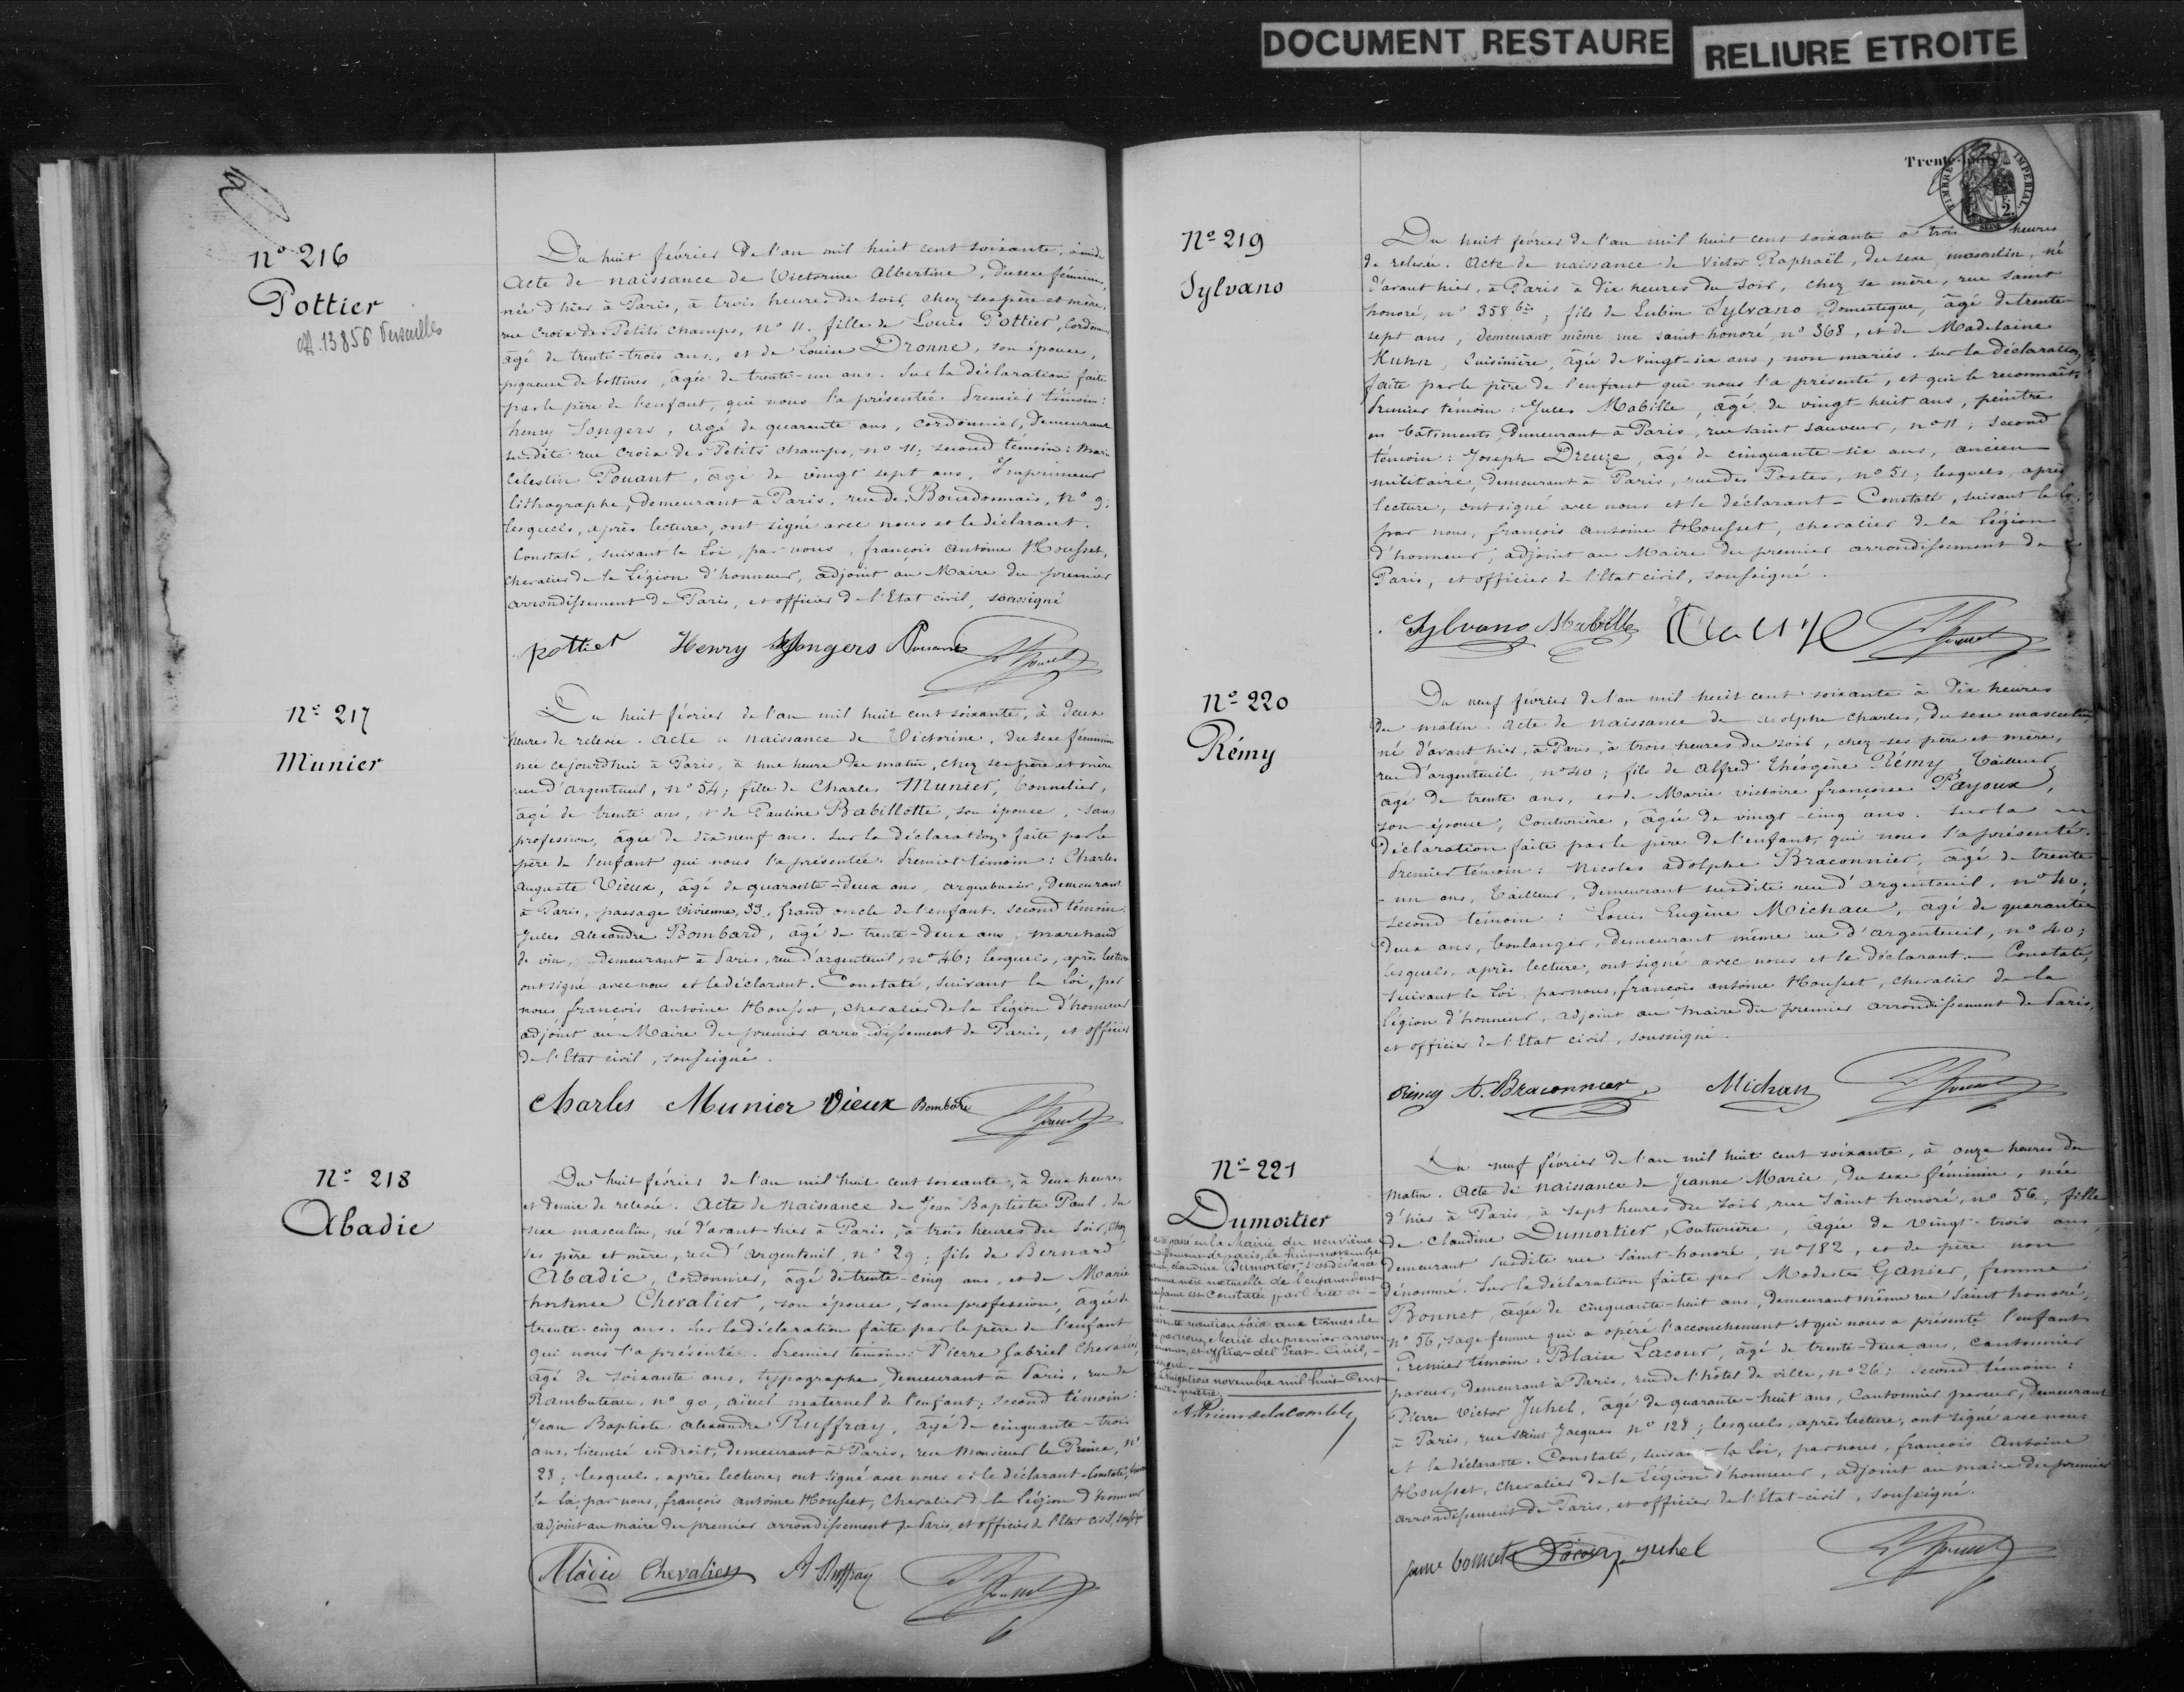 DOCUMENT RESTAURE
RELIURE ETROITE
TIMBRE IMPERIAL
2.
SEINE
nº 216
Pottier
13856 Versailles
Du huit février de l'an mil huit cent soixante, à midi
Acte de naissance de Victorine Albertine, du sexe féminin,
née d'hier à Paris, à trois heures du soir, chez ses père et mère,
rue Croix des Petits champs, nº 11. fille de Louis Pottier, Cordonnier
âgé de trente-trois ans, et de Louise Dronne, son épouse,
piqueuse de bottines, âgée de trente-un ans. Sur la déclaration faite
par le père de l'enfant, qui nous l'a présentée. Premier témoin:
henry Songers, âgé de quarante ans, cordonnier, demeurant
susdite rue Croix des Petits champs, nº 11; second témoin: Marie
Célestin Pouant, âgé de vingt sept ans, Imprimeur
lithographe, demeurant à Paris, rue des Bourdonnais, nº 9;
lesquels, après lecture, ont signé avec nous et le déclarant.
Constaté, suivant la Loi, par nous, françois Antoine Housset,
chevalier de la Légion d'honneur, adjoint au Maire du premier
arrondissement de Paris, et officier de l'Etat civil, soussigné
pottier Henry Songers Pouant
Nº 217
Munier
Du huit février de l'an mil huit cent soixante, à deux
heures de relevée. Acte de naissance de Victorine, du sexe féminin
née cejourd'hui à Paris, à une heure du matin, chez ses père et mère
rue d'argenteuil, nº 54; fille de Charles Munier, bonnelier,
âgé de trente ans, et de Pauline Babillotte, son épouse, sans
profession, âgée de dix-neuf ans. Sur la déclaration faite par le
père de l'enfant qui nous l'a présentée. Premier témoin: Charles
Auguste Vieux, âgé de quarante-deux ans, arquebusier, demeurant
à Paris, passage Vivienne, 33, grand oncle de l'enfant. second témoin
Jules Alexandre Bombard, âgé de trente-deux ans, marchand
de vin, demeurant à Paris, rue d'argenteuil, nº 46; lesquels, après lecture
ont signé avec nous et le déclarant. Constaté, suivant la Loi, par
nous, françois antoine Housset, chevalier de la Légion d'honneur
adjoint au Maire du premier arrondissement de Paris, et officier
de l'Etat civil, soussigné.
Charles Munier Vieux Bombard
Nº 218
Abadie
Du huit février de l'an mil huit cent soixante, à deux heures
et demie de relevée. Acte de naissance de Jean Baptiste Paul, du
sexe masculin, né d'avant-hier à Paris, à trois heures du soir, chez
ses père et mère, rue d'argenteuil, nº 29; fils de Bernard
Abadie, Cordonnier, âgé de trente-cinq ans, et de Marie
hortense Chevalier, son épouse, sans profession, âgée de
trente-cinq ans. Sur la déclaration faite par le père de l'enfant
qui nous l'a présenté. Premier témoin: Pierre Gabriel Chevalier
âgé de soixante ans, typographe, demeurant à Paris, rue de
Rambuteau, nº 90, aïeul maternel de l'enfant; second témoin:
Jean Baptiste Alexandre Ruffray, âgé de cinquante-trois
ans, licencié en droit, demeurant à Paris, rue Monsieur le Prince, nº
28; lesquels, après lecture, ont signé avec nous et le déclarant. Constaté, suivant
la loi, par nous, françois antoine Housset, chevalier de la légion d'honneur
adjoint au maire du premier arrondissement de Paris, et officier de l'Etat civil, soussigné
Abadie Chevalier Ruffray
Nº 219
Sylvano
Du huit février de l'an mil huit cent soixante à trois heures
de relevée. Acte de naissance de Victor Raphaël, du sexe masculin, né
d'avant hier, à Paris à dix heures du soir, chez sa mère, rue Saint
honoré, nº 358 bis; fils de Lubin Sylvano, Domestique, âgé de trente
sept ans, demeurant même rue saint honoré, nº 368, et de Madelaine
Kuhn, Cuisinière, âgée de vingt-six ans, non mariés. Sur la déclaration
faite par le père de l'enfant qui nous l'a présenté, et qui le reconnaît.
Premier témoin: Jules Mabille, âgé de vingt-huit ans, peintre
en bâtiments, demeurant à Paris, rue saint sauveur, nº 11; second
témoin: Joseph Dreuze, âgé de cinquante-six ans, ancien
militaire, demeurant à Paris, rue des Postes, nº 51; lesquels, après
lecture, ont signé avec nous et le déclarant - Constaté, suivant la loi,
par nous, françois antoine Housset, chevalier de la légion
d'honneur, adjoint au Maire du premier arrondissement de
Paris, et officier de l'Etat civil, soussigné.
Sylvano Mabille
Nº 220
Rémy
Du neuf février de l'an mil huit cent soixante à dix heures
du matin. Acte de naissance de Adolphe Charles, du sexe masculin
né d'avant hier, à Paris, à trois heures du soir, chez ses père et mère,
rue d'argenteuil, nº 40; fils de Alfred Théogène Rémy, Tailleur,
âgé de trente ans, et de Marie victoire françoise Payoux,
son épouse, Couturière, âgée de vingt-cinq ans. Sur la
déclaration faite par le père de l'enfant, qui nous l'a présenté.
Premier témoin: Nicolas adolphe Braconnier, âgé de trente
-un ans, Tailleur, demeurant susdite rue d'argenteuil, nº 40;
second témoin: Louis Eugène Michau, âgé de quarante
deux ans, boulanger, demeurant même rue d'argenteuil, nº 40;
lesquels, après lecture, ont signé avec nous et le déclarant. - Constaté,
suivant la Loi, par nous, françois antoine Housset, chevalier de la
légion d'honneur, adjoint au maire du premier arrondissement de Paris,
et officier de l'Etat civil, soussigné.
Rémy A. Braconnier Michau
Nº 221
Dumortier
passé en la Mairie du neuvième
de Paris, le huit novembre
claudine Dumortier s'est déclarée
mère naturelle de l'enfant dont
est constatée par l'acte ci-
mention faite aux termes de
par nous, Maire du premier arron
et officier de l'Etat-Civil,
vingt trois novembre mil huit cent
quatre
Du neuf février de l'an mil huit cent soixante, à onze heures du
matin. Acte de naissance de Jeanne Marie, du sexe féminin, née
d'hier à Paris, à sept heures du soir, rue Saint honoré, nº 56, fille
de Claudine Dumortier, Couturière, âgée de vingt-trois ans,
demeurant susdite rue Saint-honoré, nº 182, et de père non
dénommé. Sur la déclaration faite par Modeste Ganier, femme
Bonnet, âgée de cinquante-huit ans, demeurant même rue Saint honoré,
nº 56, sage femme qui a opéré l'accouchement et qui nous a présenté l'enfant
Premier témoin: Blaise Lacour, âgé de trente-deux ans, cantonnier
paveur, demeurant à Paris, rue de l'hôtel de ville, nº 26; second témoin:
Pierre Victor Juhel, âgé de quarante-huit ans, Cantonnier paveur, demeurant
à Paris, rue Saint Jacques nº 128; lesquels, après lecture, ont signé avec nous
et la déclarante. Constaté, suivant la Loi, par nous, françois Antoine
Housset, chevalier de la Légion d'honneur, adjoint au maire du premier
arrondissement de Paris, et officier de l'Etat-civil, soussigné.
bonnet Lacour juhel